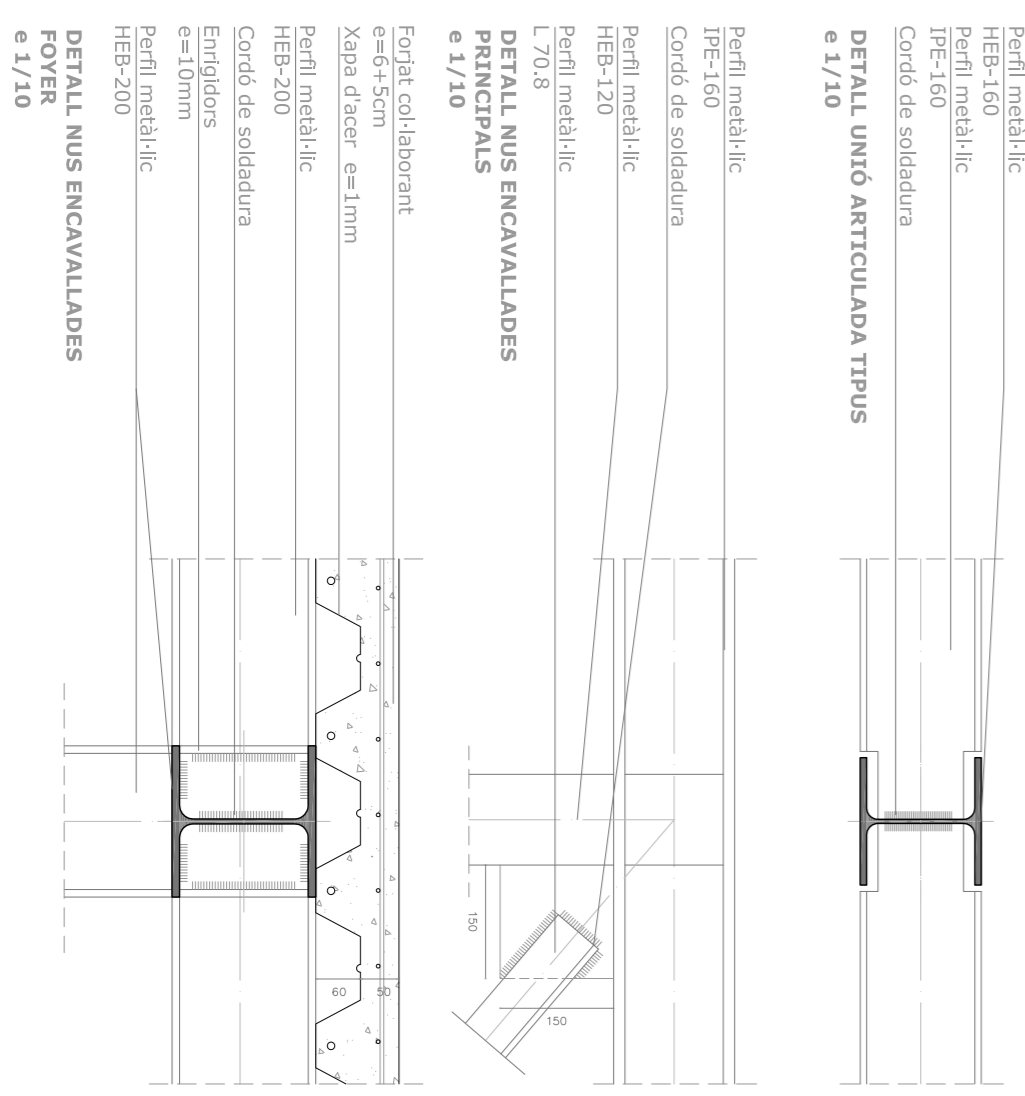 Perfil metàl·lic
HEB-160
Perfil metàl·lic
IPE-160
Cordó de soldadura
DETALL UNIÓ ARTICULADA TIPUS
e 1/10
Perfil metàl·lic
IPE-160
Cordó de soldadura
Perfil metàl·lic
HEB-120
Perfil metàl·lic
L 70.8
150
150
DETALL NUS ENCAVALLADES
PRINCIPALS
e 1/10
Forjat col·laborant
e=6+5cm
Xapa d'acer e=1mm
Perfil metàl·lic
HEB-200
Cordó de soldadura
Enrigidors
e=10mm
Perfil metàl·lic
HEB-200
60
50
DETALL NUS ENCAVALLADES
FOYER
e 1/10